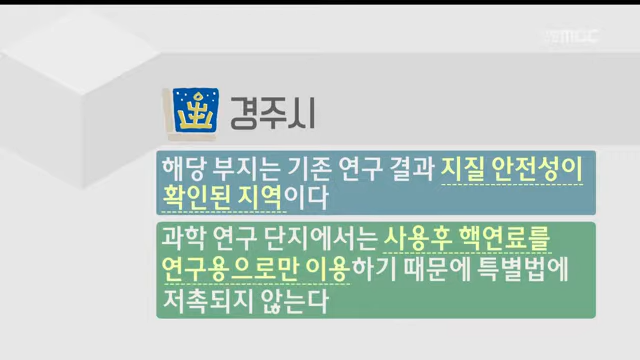 MBC
경주시
해당 부지는 기존 연구 결과 지질 안전성이
확인된 지역이다
과학 연구 단지에서는 사용후 핵연료를
연구용으로만 이용하기 때문에 특별법에
저촉되지 않는다